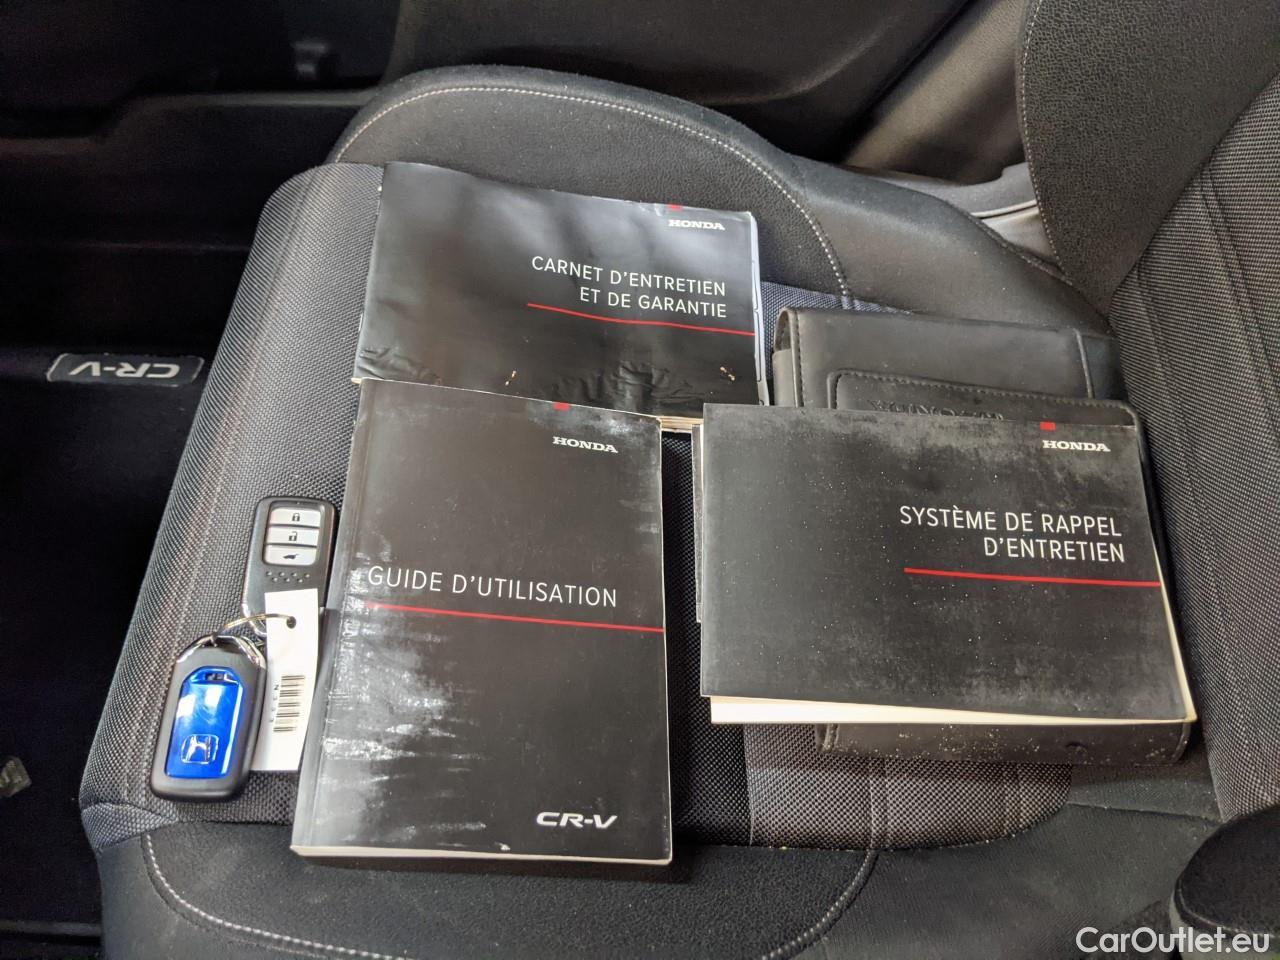 HONDA
CARNET D'ENTRETIEN
ET DE GARANTIE
CR-V
HONDA
GUIDE D'UTILISATION
CR-V
HONDA
SYSTÈME DE RAPPEL
D'ENTRETIEN
CarOutlet.eu